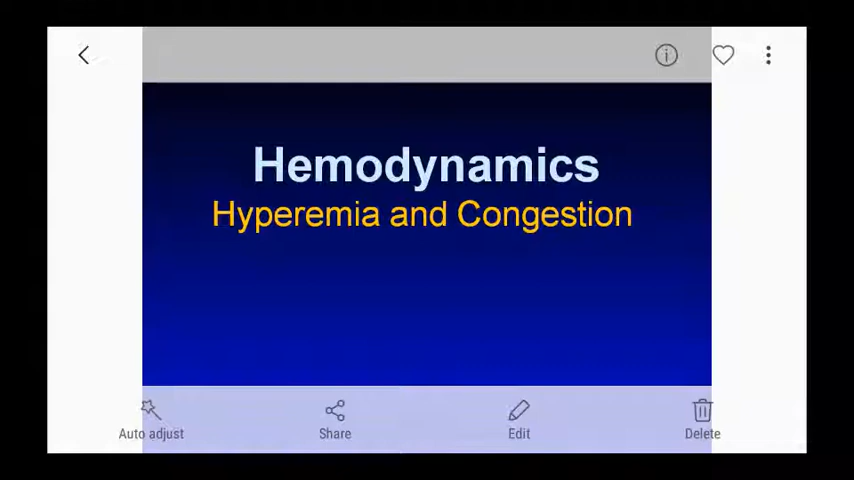 Hemodynamics
Hyperemia and Congestion
Auto adjust
Share
Edit
Delete